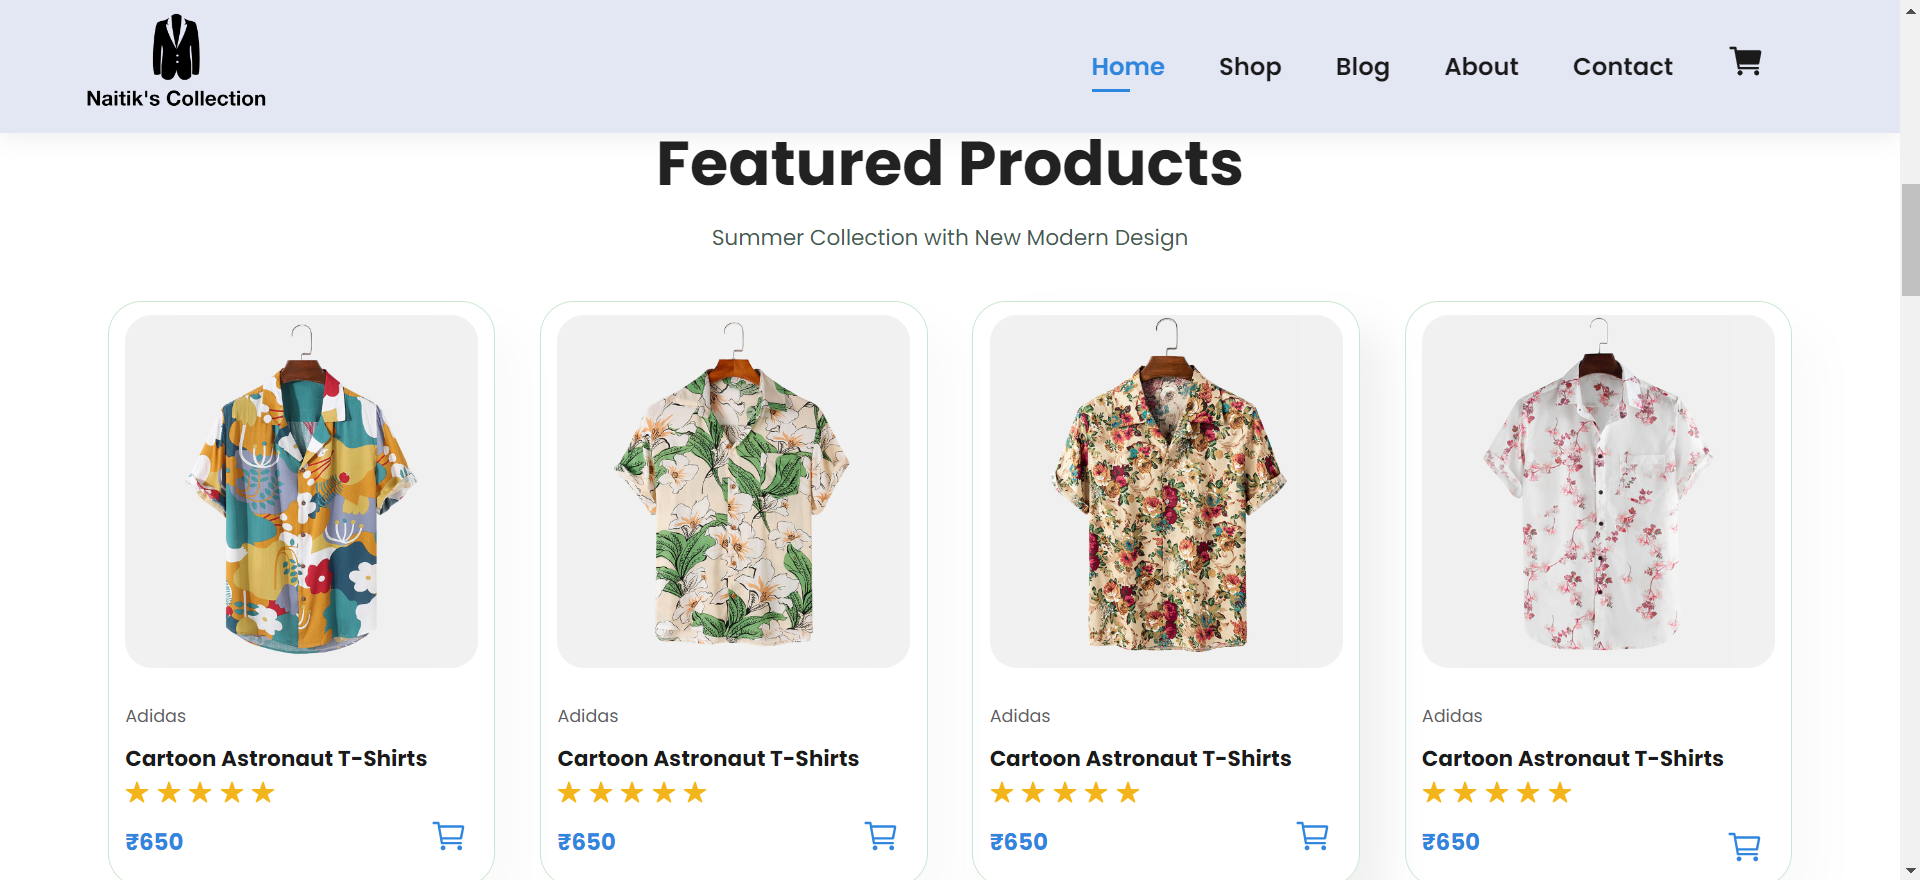 Naitik's Collection
Home Shop Blog About Contact
Featured Products
Summer Collection with New Modern Design
Adidas
Cartoon Astronaut T-Shirts
₹650
Adidas
Cartoon Astronaut T-Shirts
₹650
Adidas
Cartoon Astronaut T-Shirts
₹650
Adidas
Cartoon Astronaut T-Shirts
₹650